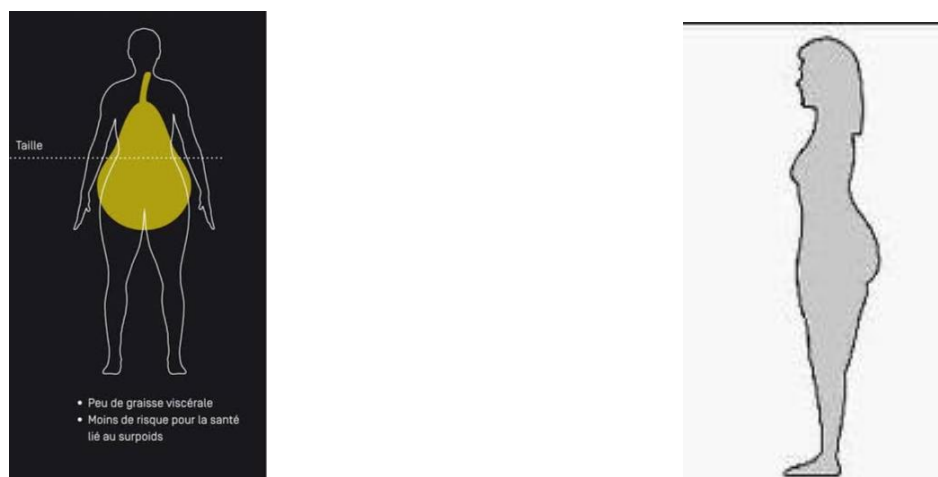 Taille
• Peu de graisse viscérale
• Moins de risque pour la santé
lié au surpoids